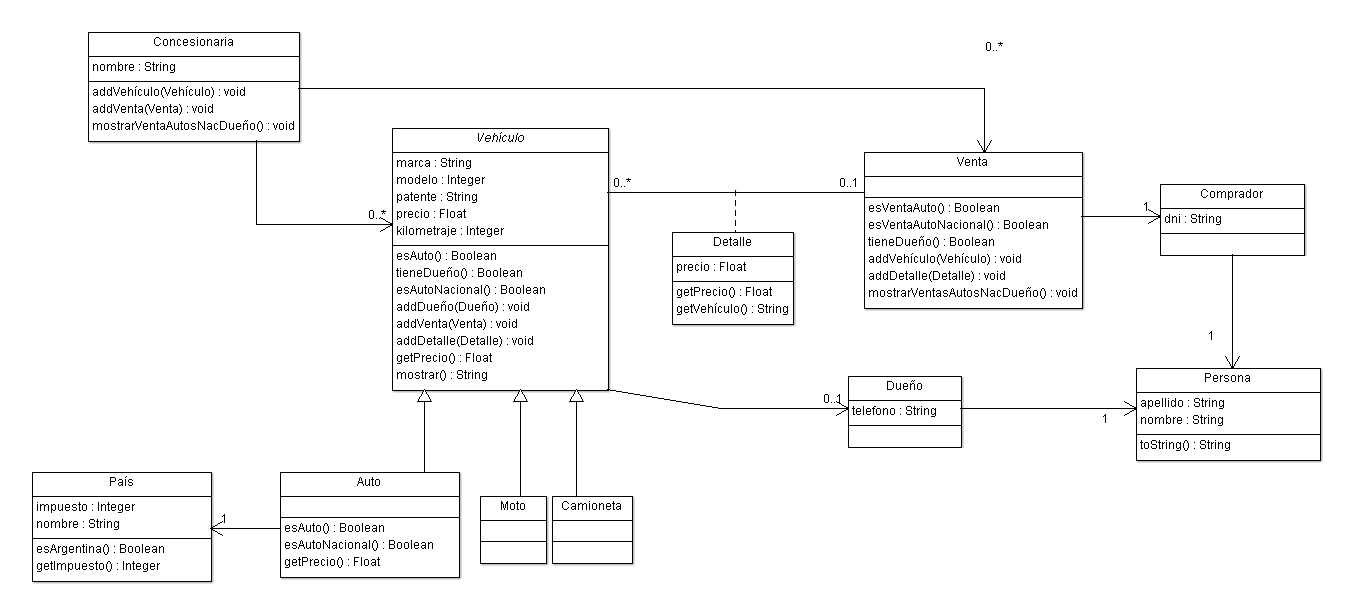 Concesionaria
nombre : String
addVehículo(Vehículo) : void
addVenta(Venta) : void
mostrarVentaAutosNacDueño() : void
0..*
0..*
Vehículo
marca : String
modelo : Integer
patente : String
precio : Float
kilometraje : Integer
esAuto() : Boolean
tieneDueño() : Boolean
esAutoNacional() : Boolean
addDueño(Dueño) : void
addVenta(Venta) : void
addDetalle(Detalle) : void
getPrecio() : Float
mostrar() : String
0..*
0..1
Detalle
precio : Float
getPrecio() : Float
getVehículo() : String
Venta
esVentaAuto() : Boolean
esVentaAutoNacional() : Boolean
tieneDueño() : Boolean
addVehículo(Vehículo) : void
addDetalle(Detalle) : void
mostrarVentasAutosNacDueño() : void
1
Comprador
dni : String
1
0..1
Dueño
telefono : String
1
Persona
apellido : String
nombre : String
toString() : String
País
impuesto : Integer
nombre : String
esArgentina() : Boolean
getImpuesto() : Integer
1
Auto
esAuto() : Boolean
esAutoNacional() : Boolean
getPrecio() : Float
Moto
Camioneta